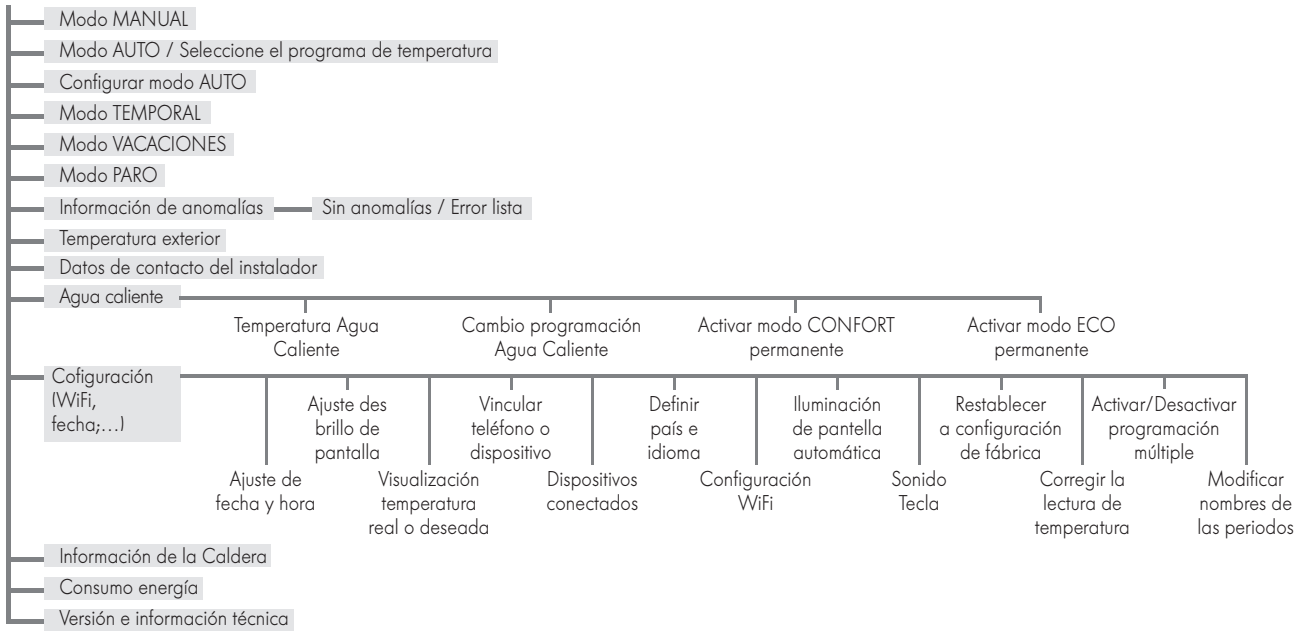 Modo MANUAL
Modo AUTO / Seleccione el programa de temperatura
Configurar modo AUTO
Modo TEMPORAL
Modo VACACIONES
Modo PARO
Información de anomalías
Sin anomalías / Error lista
Temperatura exterior
Datos de contacto del instalador
Agua caliente
Temperatura Agua
Caliente
Cambio programación
Agua Caliente
Activar modo CONFORT
permanente
Activar modo ECO
permanente
Cofiguración
(WiFi,
fecha;...)
Ajuste de
fecha y hora
Ajuste des
brillo de
pantalla
Visualización
temperatura
real o deseada
Vincular
teléfono o
dispositivo
Dispositivos
conectados
Definir
país e
idioma
Configuración
WiFi
Iluminación
de pantella
automática
Sonido
Tecla
Restablecer
a configuración
de fábrica
Corregir la
lectura de
temperatura
Activar/Desactivar
programación
múltiple
Modificar
nombres de
las periodos
Información de la Caldera
Consumo energía
Versión e información técnica